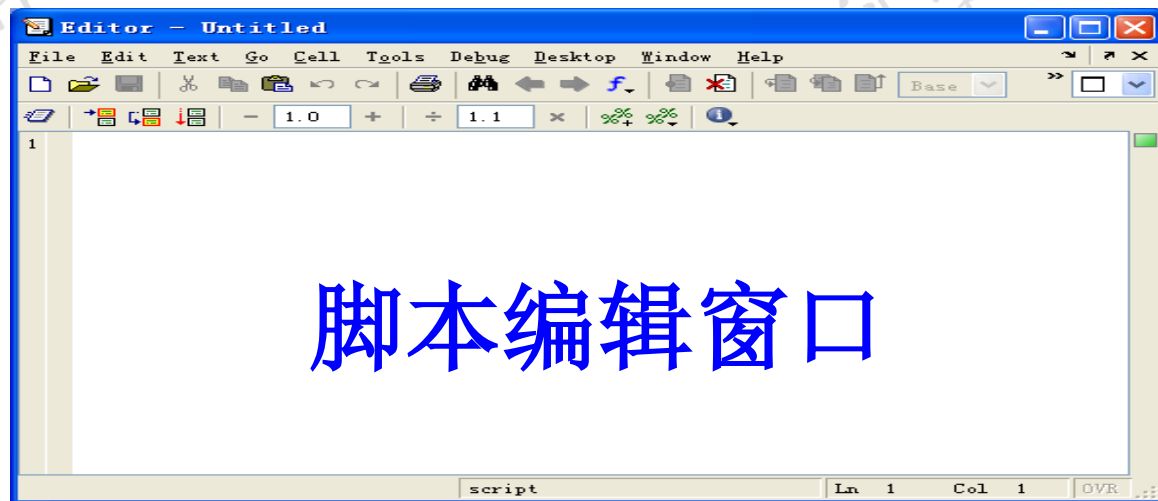 Editor - Untitled
File Edit Text Go Cell Tools Debug Desktop Window Help
Base
1.0 1.1
1
脚本编辑窗口
script Ln 1 Col 1 OVR